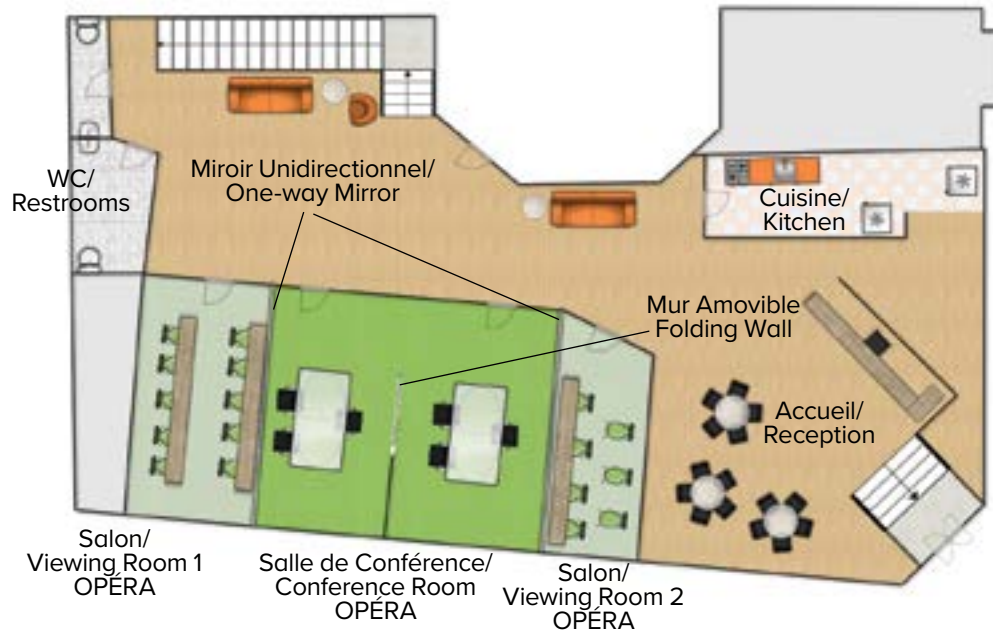 WC/
Restrooms
Miroir Unidirectionnel/
One-way Mirror
Cuisine/
Kitchen
Mur Amovible
Folding Wall
Accueil/
Reception
Salon/
Viewing Room 1
OPÉRA
Salle de Conférence/
Conference Room
OPÉRA
Salon/
Viewing Room 2
OPÉRA